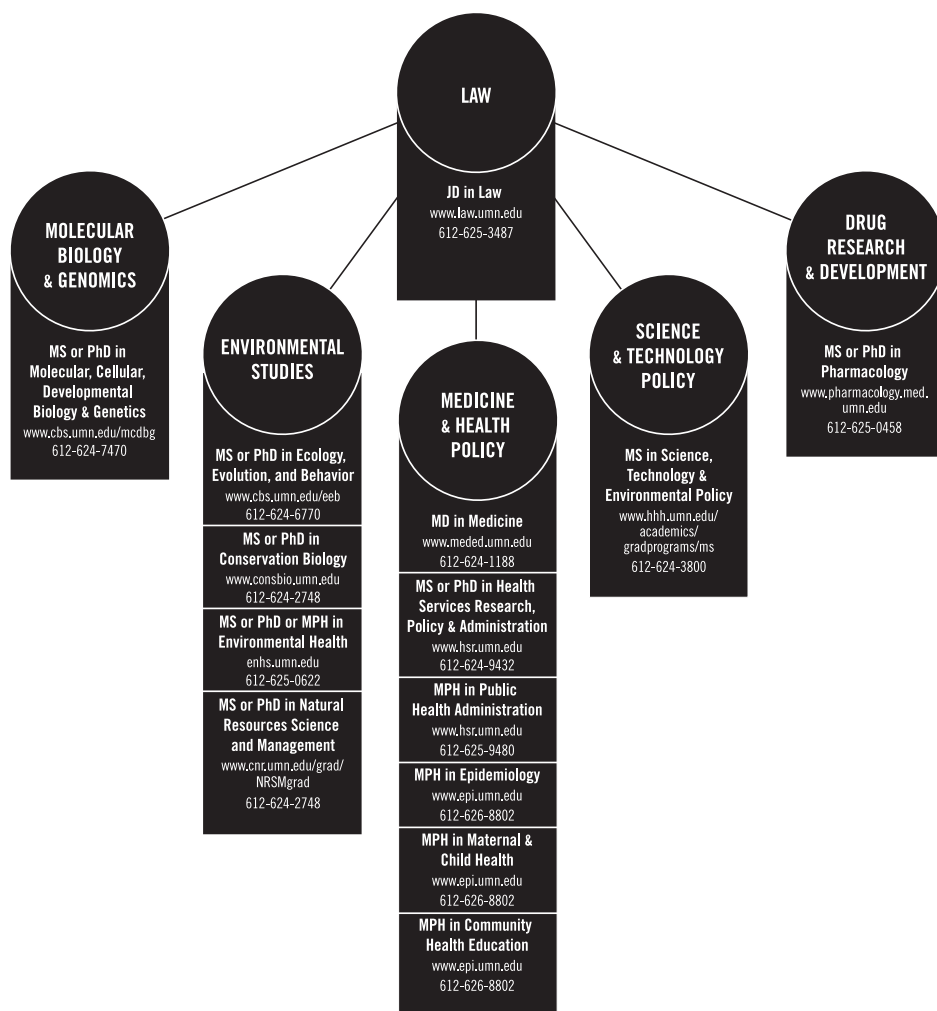 LAW
JD in Law
www.law.umn.edu
612-625-3487
MOLECULAR
BIOLOGY
& GENOMICS
MS or PhD in
Molecular, Cellular,
Developmental
Biology & Genetics
www.cbs.umn.edu/mcdbg
612-624-7470
ENVIRONMENTAL
STUDIES
MS or PhD in Ecology,
Evolution, and Behavior
www.cbs.umn.edu/eeb
612-624-6770
MS or PhD in
Conservation Biology
www.consbio.umn.edu
612-624-2748
MS or PhD or MPH in
Environmental Health
enhs.umn.edu
612-625-0622
MS or PhD in Natural
Resources Science
and Management
www.cnr.umn.edu/grad/
NRSMgrad
612-624-2748
MEDICINE
& HEALTH
POLICY
MD in Medicine
www.meded.umn.edu
612-624-1188
MS or PhD in Health
Services Research,
Policy & Administration
www.hsr.umn.edu
612-624-9432
MPH in Public
Health Administration
www.hsr.umn.edu
612-625-9480
MPH in Epidemiology
www.epi.umn.edu
612-626-8802
MPH in Maternal &
Child Health
www.epi.umn.edu
612-626-8802
MPH in Community
Health Education
www.epi.umn.edu
612-626-8802
SCIENCE
& TECHNOLOGY
POLICY
MS in Science,
Technology &
Environmental Policy
www.hhh.umn.edu/
academics/
gradprograms/ms
612-624-3800
DRUG
RESEARCH
& DEVELOPMENT
MS or PhD in
Pharmacology
www.pharmacology.med.
umn.edu
612-625-0458